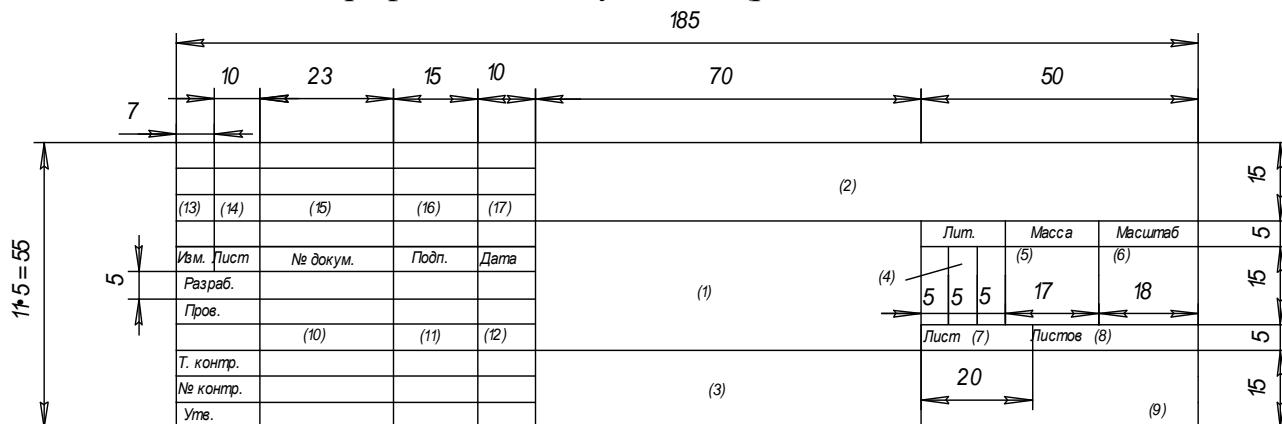 185
10 23 15 10 70 50
7
(2) 15
(13) (14) (15) (16) (17)
Лит. Масса Масштаб 5
Изм. Лист № докум. Подп. Дата (4) (5) (6)
11•5=55 5 Разраб. (1) 5 5 5 17 18 15
Пров.
(10) (11) (12) Лист (7) Листов (8) 5
Т. контр.
№ контр. (3) 20 15
Утв. (9)